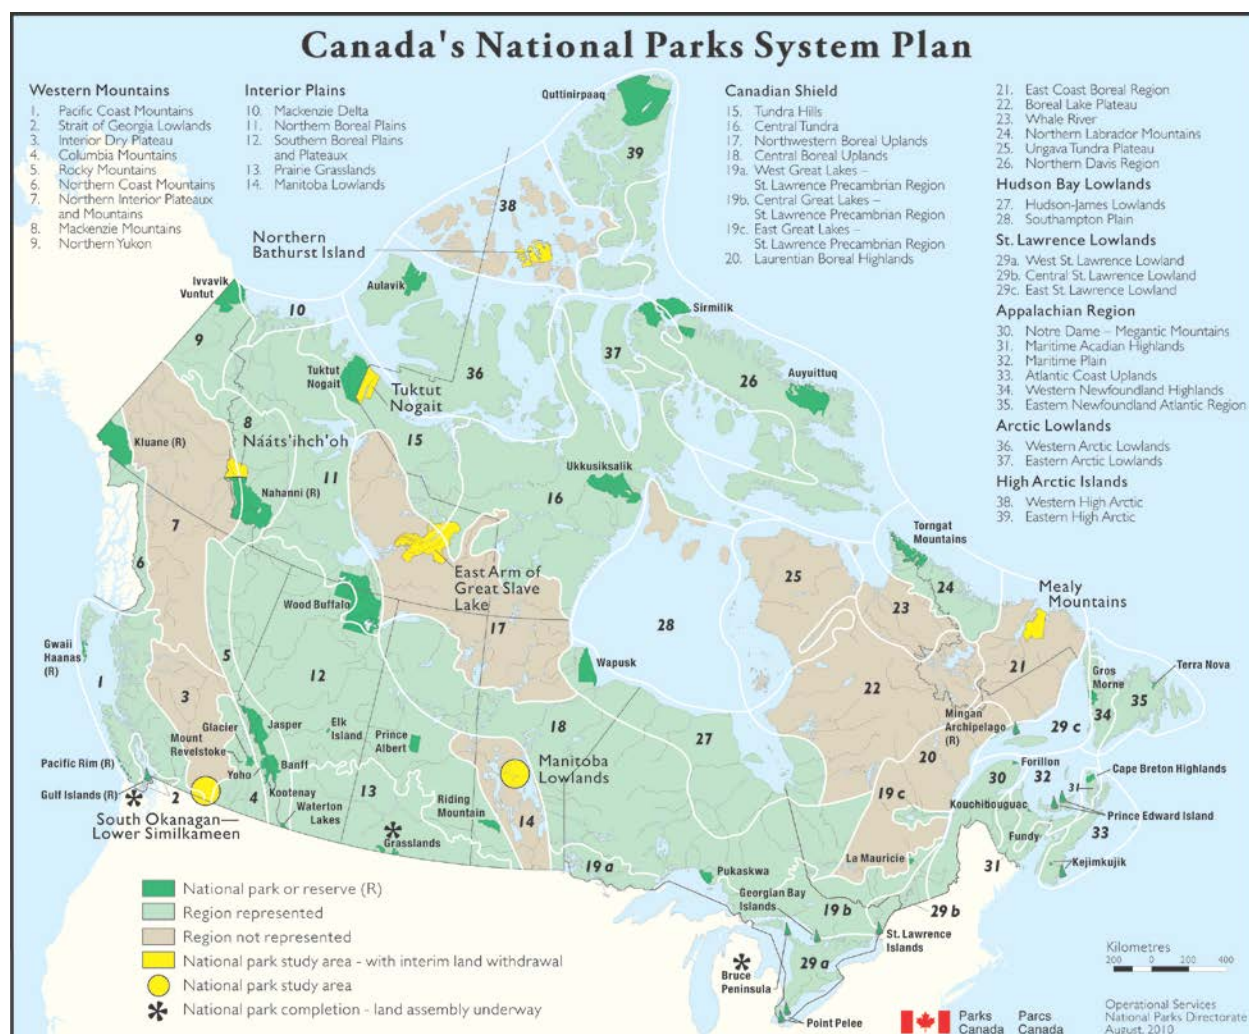 Canada's National Parks System Plan
Western Mountains
1. Pacific Coast Mountains
2. Strait of Georgia Lowlands
3. Interior Dry Plateau
4. Columbia Mountains
5. Rocky Mountains
6. Northern Coast Mountains
7. Northern Interior Plateaux
and Mountains
8. Mackenzie Mountains
9. Northern Yukon
Interior Plains
10. Mackenzie Delta
11. Northern Boreal Plains
12. Southern Boreal Plains
and Plateaux
13. Prairie Grasslands
14. Manitoba Lowlands
Canadian Shield
15. Tundra Hills
16. Central Tundra
17. Northwestern Boreal Uplands
18. Central Boreal Uplands
19a. West Great Lakes –
St. Lawrence Precambrian Region
19b. Central Great Lakes –
St. Lawrence Precambrian Region
19c. East Great Lakes –
St. Lawrence Precambrian Region
20. Laurentian Boreal Highlands
21. East Coast Boreal Region
22. Boreal Lake Plateau
23. Whale River
24. Northern Labrador Mountains
25. Ungava Tundra Plateau
26. Northern Davis Region
Hudson Bay Lowlands
27. Hudson-James Lowlands
28. Southampton Plain
St. Lawrence Lowlands
29a. West St. Lawrence Lowland
29b. Central St. Lawrence Lowland
29c. East St. Lawrence Lowland
Appalachian Region
30. Notre Dame – Megantic Mountains
31. Maritime Acadian Highlands
32. Maritime Plain
33. Atlantic Coast Uplands
34. Western Newfoundland Highlands
35. Eastern Newfoundland Atlantic Region
Arctic Lowlands
36. Western Arctic Lowlands
37. Eastern Arctic Lowlands
High Arctic Islands
38. Western High Arctic
39. Eastern High Arctic
Quttinirpaaq
39
38
Northern
Bathurst Island
Ivvavik
Vuntut
Aulavik
10
Sirmilik
9
37
Tuktut
Nogait
36
26
Auyuittuq
Tuktut
Nogait
8
15
Kluane (R)
Nááts'ihch'oh
11
Ukkusiksalik
16
Nahanni (R)
7
Torngat
Mountains
6
East Arm of
Great Slave
Lake
25
24
23
Mealy
Mountains
Wood Buffalo
17
28
Gwaii
Haanas
(R)
1
5
Wapusk
21
Gros
Morne
Terra Nova
12
22
34
35
3
Mingan
Archipelago
(R)
29 c
Glacier
Jasper
Elk
Island
18
27
Mount
Revelstoke
Prince
Albert
20
Manitoba
Lowlands
Forillon
32
Pacific Rim (R)
Yoho
Banff
30
31
Cape Breton Highlands
Gulf Islands (R)
2
4
Kootenay
13
Riding
Mountain
19 c
Kouchibouguac
Prince Edward Island
South Okanagan—
Lower Similkameen
Waterton
Lakes
14
Grasslands
Fundy
33
19 a
La Mauricie
31
Kejimkujik
Pukaskwa
Georgian Bay
Islands
19 b
29 b
St. Lawrence
Islands
29 a
Bruce
Peninsula
Point Pelee
National park or reserve (R)
Region represented
Region not represented
National park study area - with interim land withdrawal
National park study area
National park completion - land assembly underway
Kilometres
200 0 200 400
Parks
Canada
Parcs
Canada
Operational Services
National Parks Directorate
August, 2010